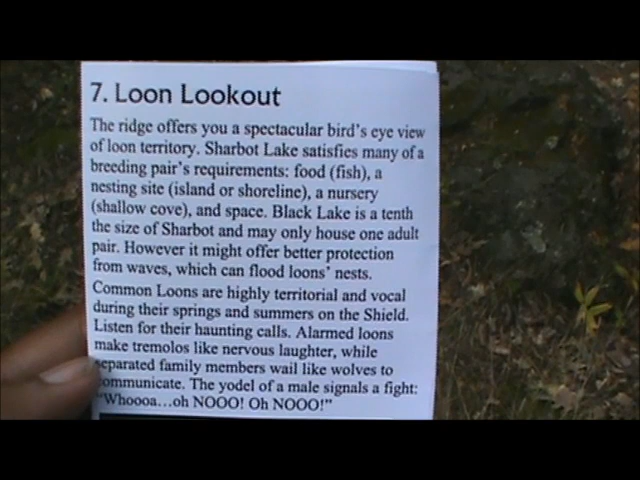 7. Loon Lookout
The ridge offers you a spectacular bird's eye view
of loon territory. Sharbot Lake satisfies many of a
breeding pair's requirements: food (fish), a
nesting site (island or shoreline), a nursery
(shallow cove), and space. Black Lake is a tenth
the size of Sharbot and may only house one adult
pair. However it might offer better protection
from waves, which can flood loons' nests.
Common Loons are highly territorial and vocal
during their springs and summers on the Shield.
Listen for their haunting calls. Alarmed loons
make tremolos like nervous laughter, while
separated family members wail like wolves to
communicate. The yodel of a male signals a fight:
"Whoooa…oh NOOO! Oh NOOO!"